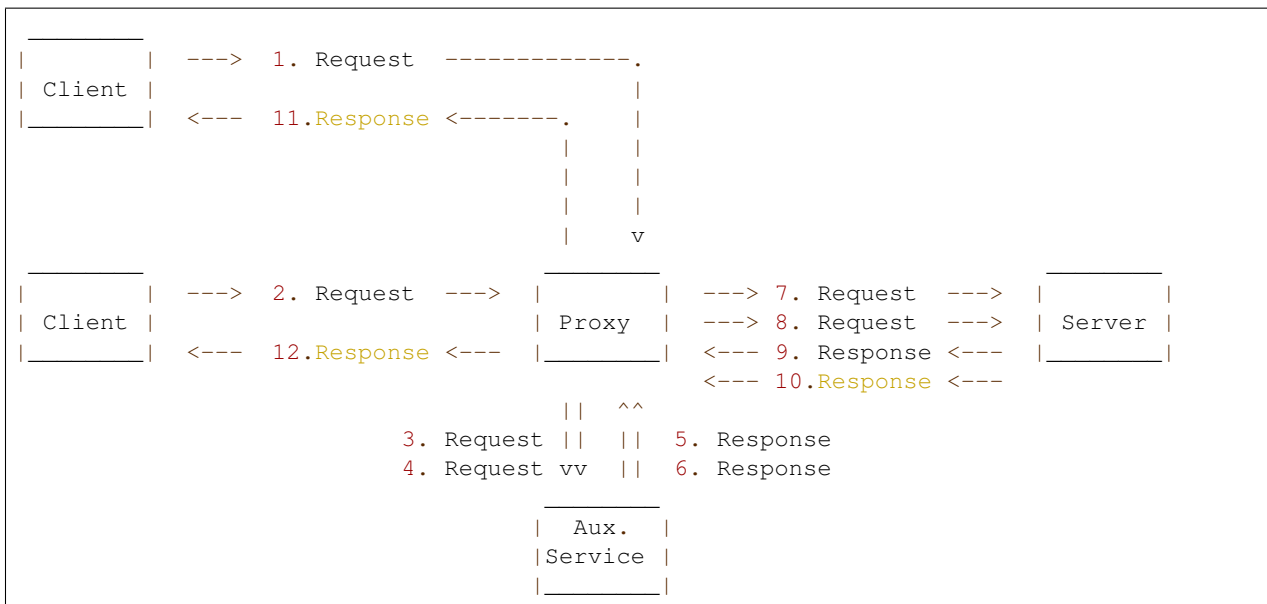 ---> 1. Request -------------.
Client
<--- 11.Response <-------.
v
---> 2. Request ---> ---> 7. Request --->
Client Proxy ---> 8. Request ---> Server
<--- 12.Response <--- <--- 9. Response <---
<--- 10.Response <---
^^
3. Request 5. Response
4. Request vv 6. Response
Aux.
Service